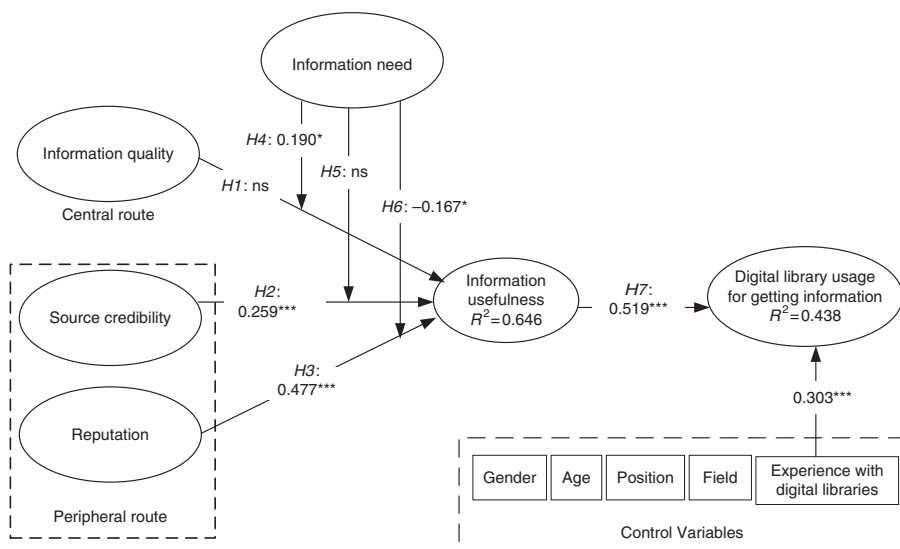 Information need
H4: 0.190*
Information quality
H1: ns
H5: ns
Central route
H6: –0.167*
Source credibility
H2:
0.259***
Information
usefulness
R²=0.646
H7:
0.519***
Digital library usage
for getting information
R²=0.438
H3:
0.477***
Reputation
0.303***
Peripheral route
Gender
Age
Position
Field
Experience with
digital libraries
Control Variables